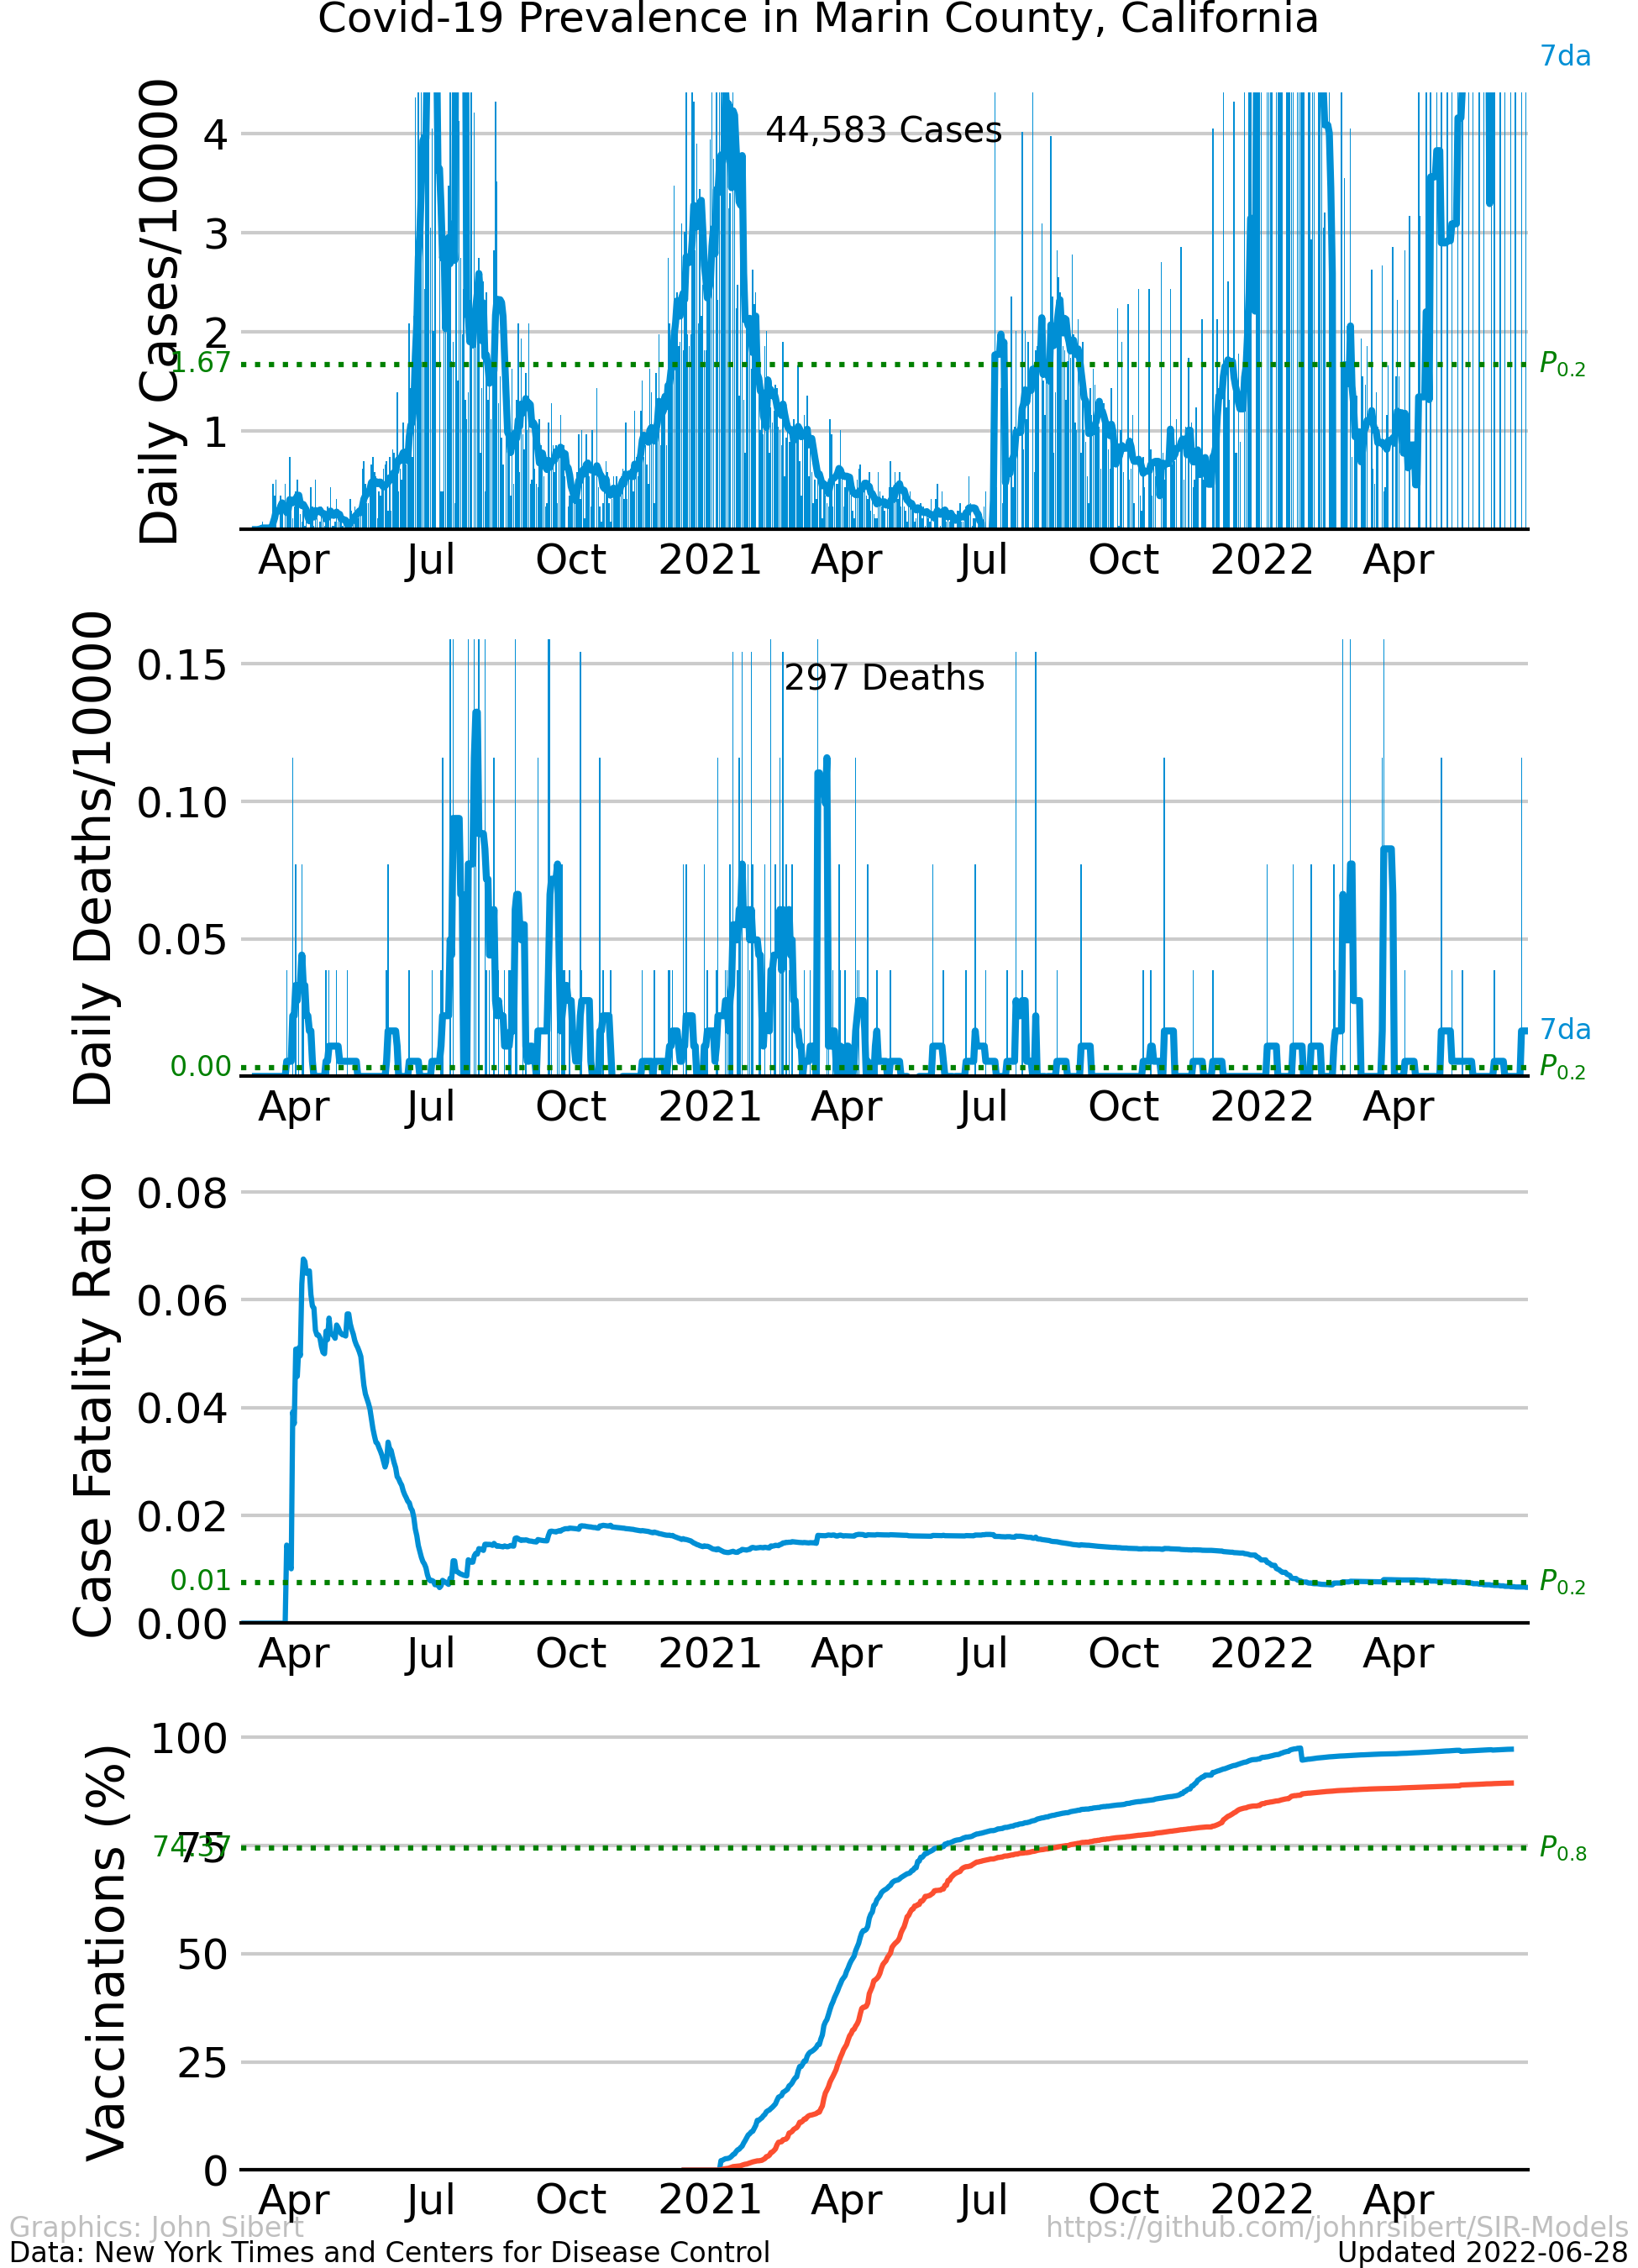 Covid-19 Prevalence in Marin County, California
7da
Daily Cases/10000
4
3
2
1
1.67
44,583 Cases
P0.2
Apr Jul Oct 2021 Apr Jul Oct 2022 Apr
Daily Deaths/10000
0.15
0.10
0.05
0.00
297 Deaths
7da
P0.2
Apr Jul Oct 2021 Apr Jul Oct 2022 Apr
Case Fatality Ratio
0.08
0.06
0.04
0.02
0.01
0.00
P0.2
Apr Jul Oct 2021 Apr Jul Oct 2022 Apr
Vaccinations (%)
100
75
74.37
50
25
0
P0.8
Apr Jul Oct 2021 Apr Jul Oct 2022 Apr
Graphics: John Sibert
https://github.com/johnrsibert/SIR-Models
Data: New York Times and Centers for Disease Control
Updated 2022-06-28